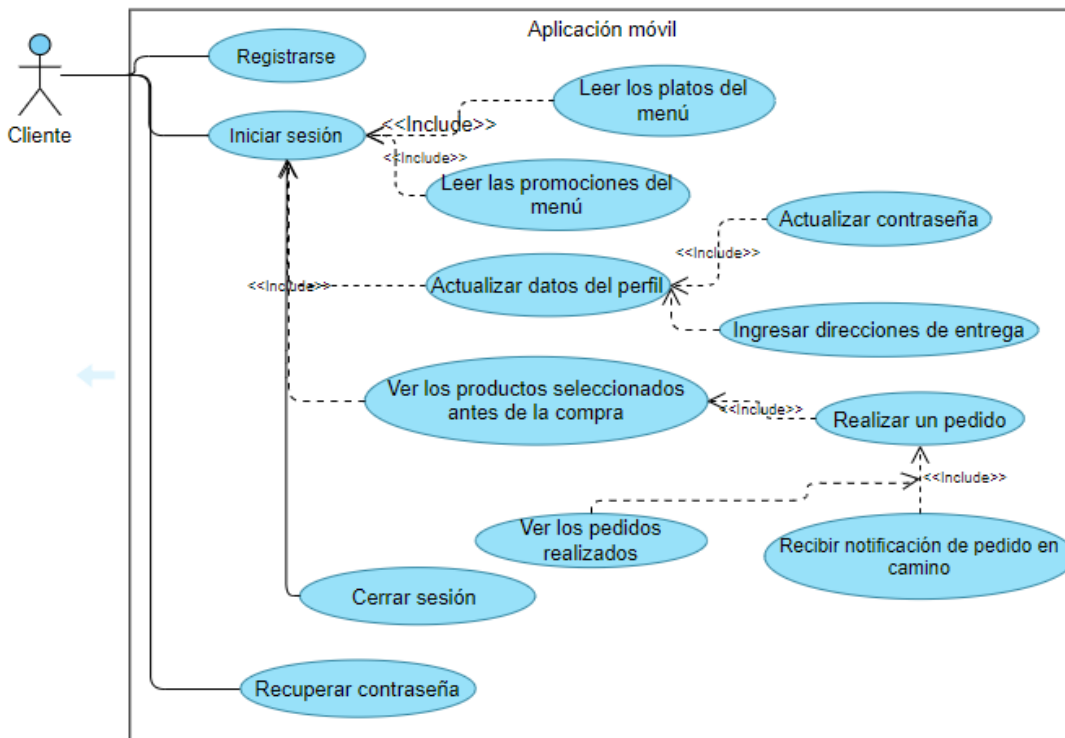 Aplicación móvil
Cliente
Registrarse
Leer los platos del
menú
Iniciar sesión
<<Include>>
<<Include>>
Leer las promociones del
menú
Actualizar contraseña
<<Include>>
<<Include>>
Actualizar datos del perfil
Ingresar direcciones de entrega
Ver los productos seleccionados
antes de la compra
<<Include>>
Realizar un pedido
<<Include>>
Ver los pedidos
realizados
Recibir notificación de pedido en
camino
Cerrar sesión
Recuperar contraseña